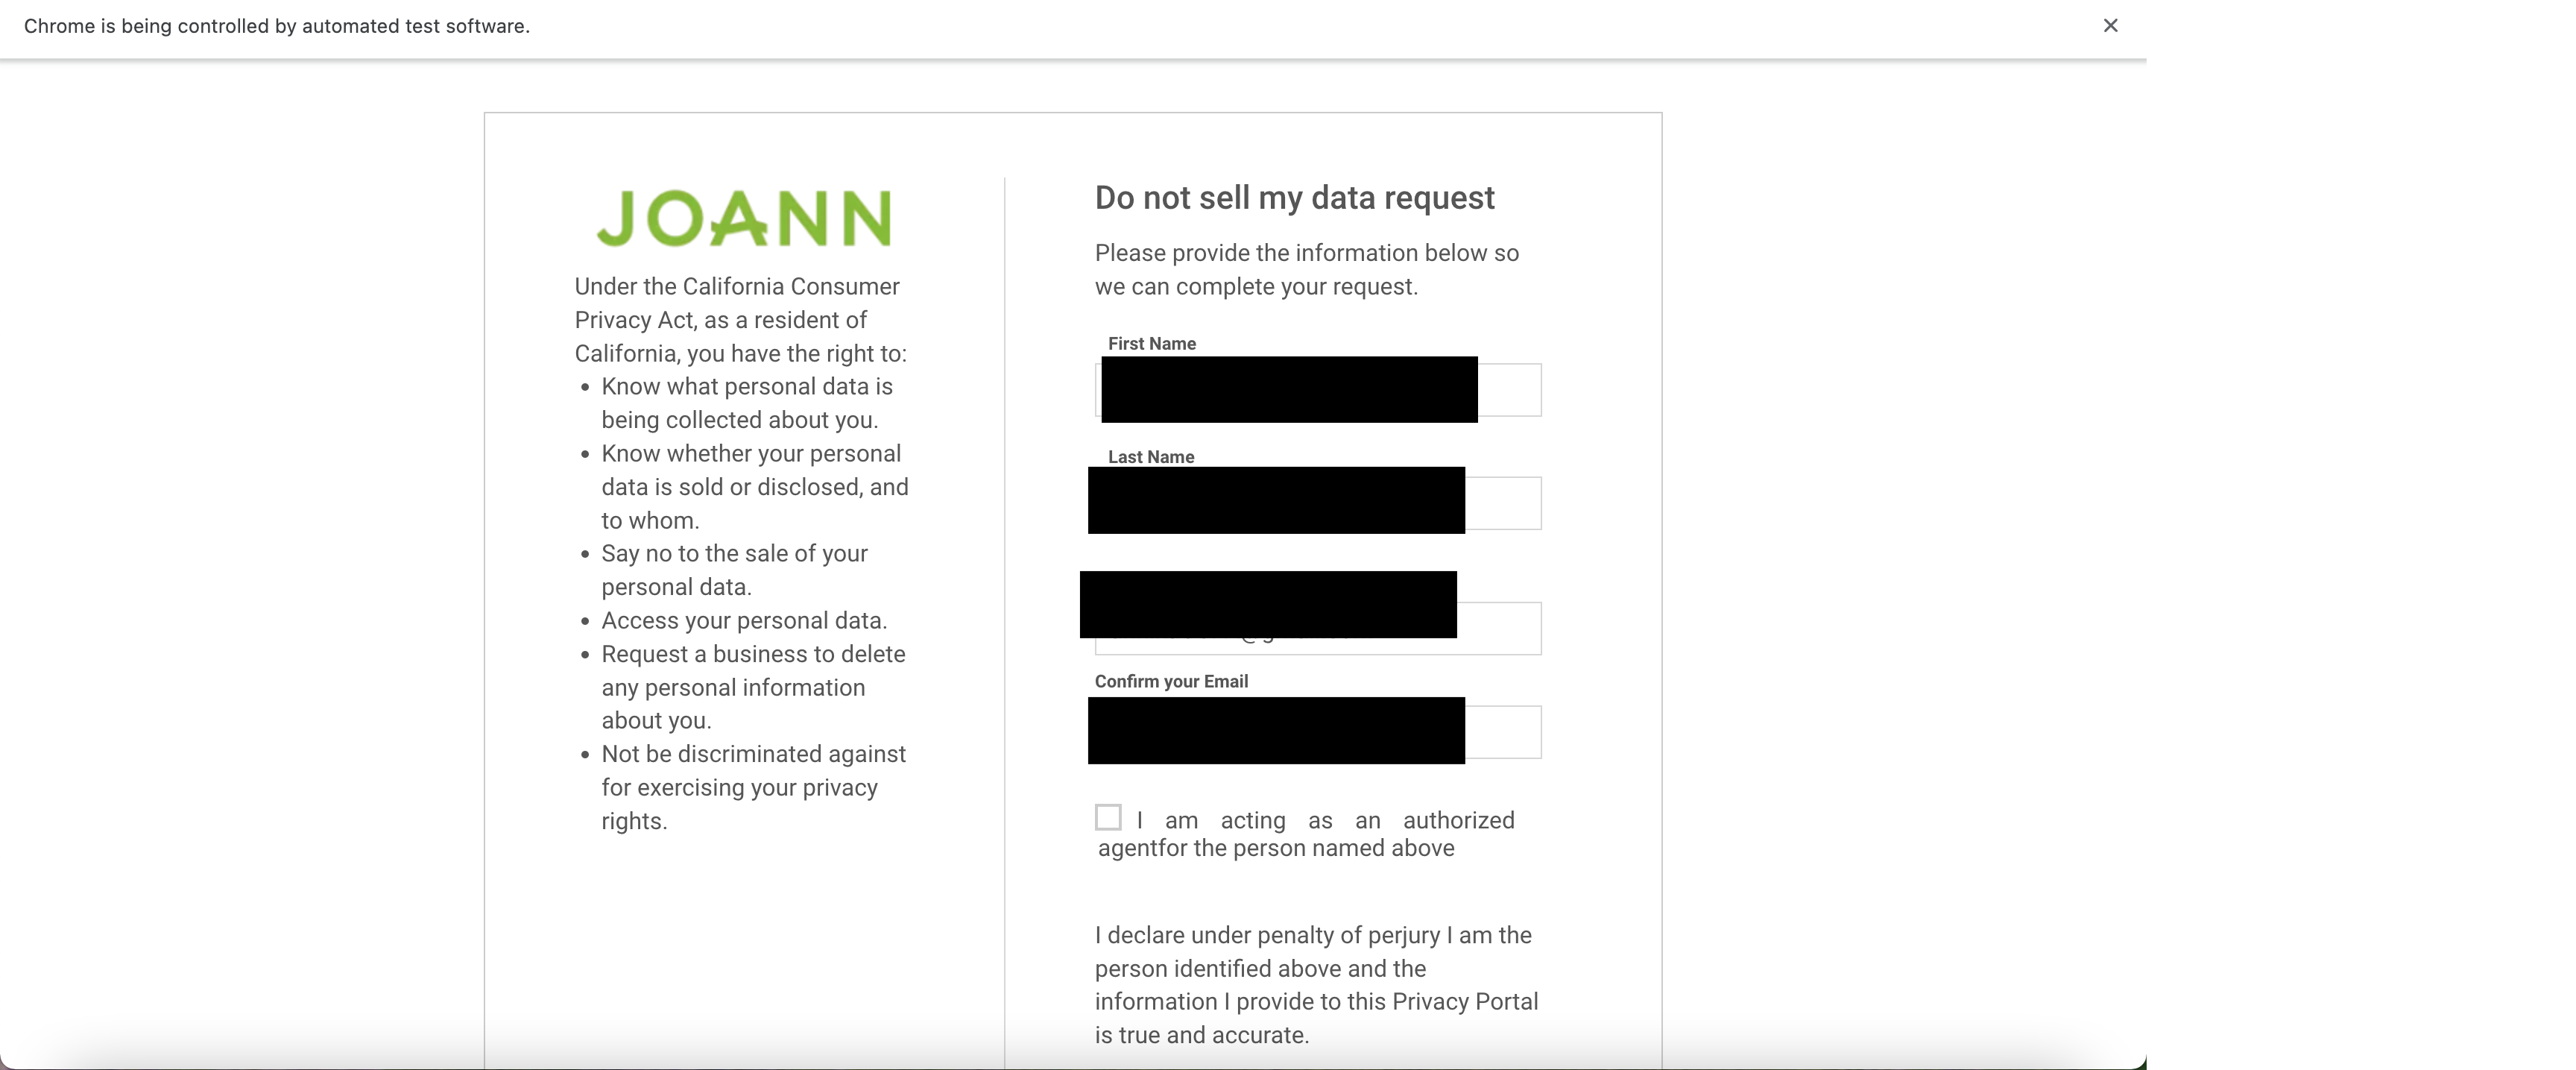 Chrome is being controlled by automated test software.
JOANN
Under the California Consumer
Privacy Act, as a resident of
California, you have the right to:
• Know what personal data is
being collected about you.
• Know whether your personal
data is sold or disclosed, and
to whom.
• Say no to the sale of your
personal data.
• Access your personal data.
• Request a business to delete
any personal information
about you.
• Not be discriminated against
for exercising your privacy
rights.
Do not sell my data request
Please provide the information below so
we can complete your request.
First Name
Last Name
Confirm your Email
I am acting as an authorized
agentfor the person named above
I declare under penalty of perjury I am the
person identified above and the
information I provide to this Privacy Portal
is true and accurate.